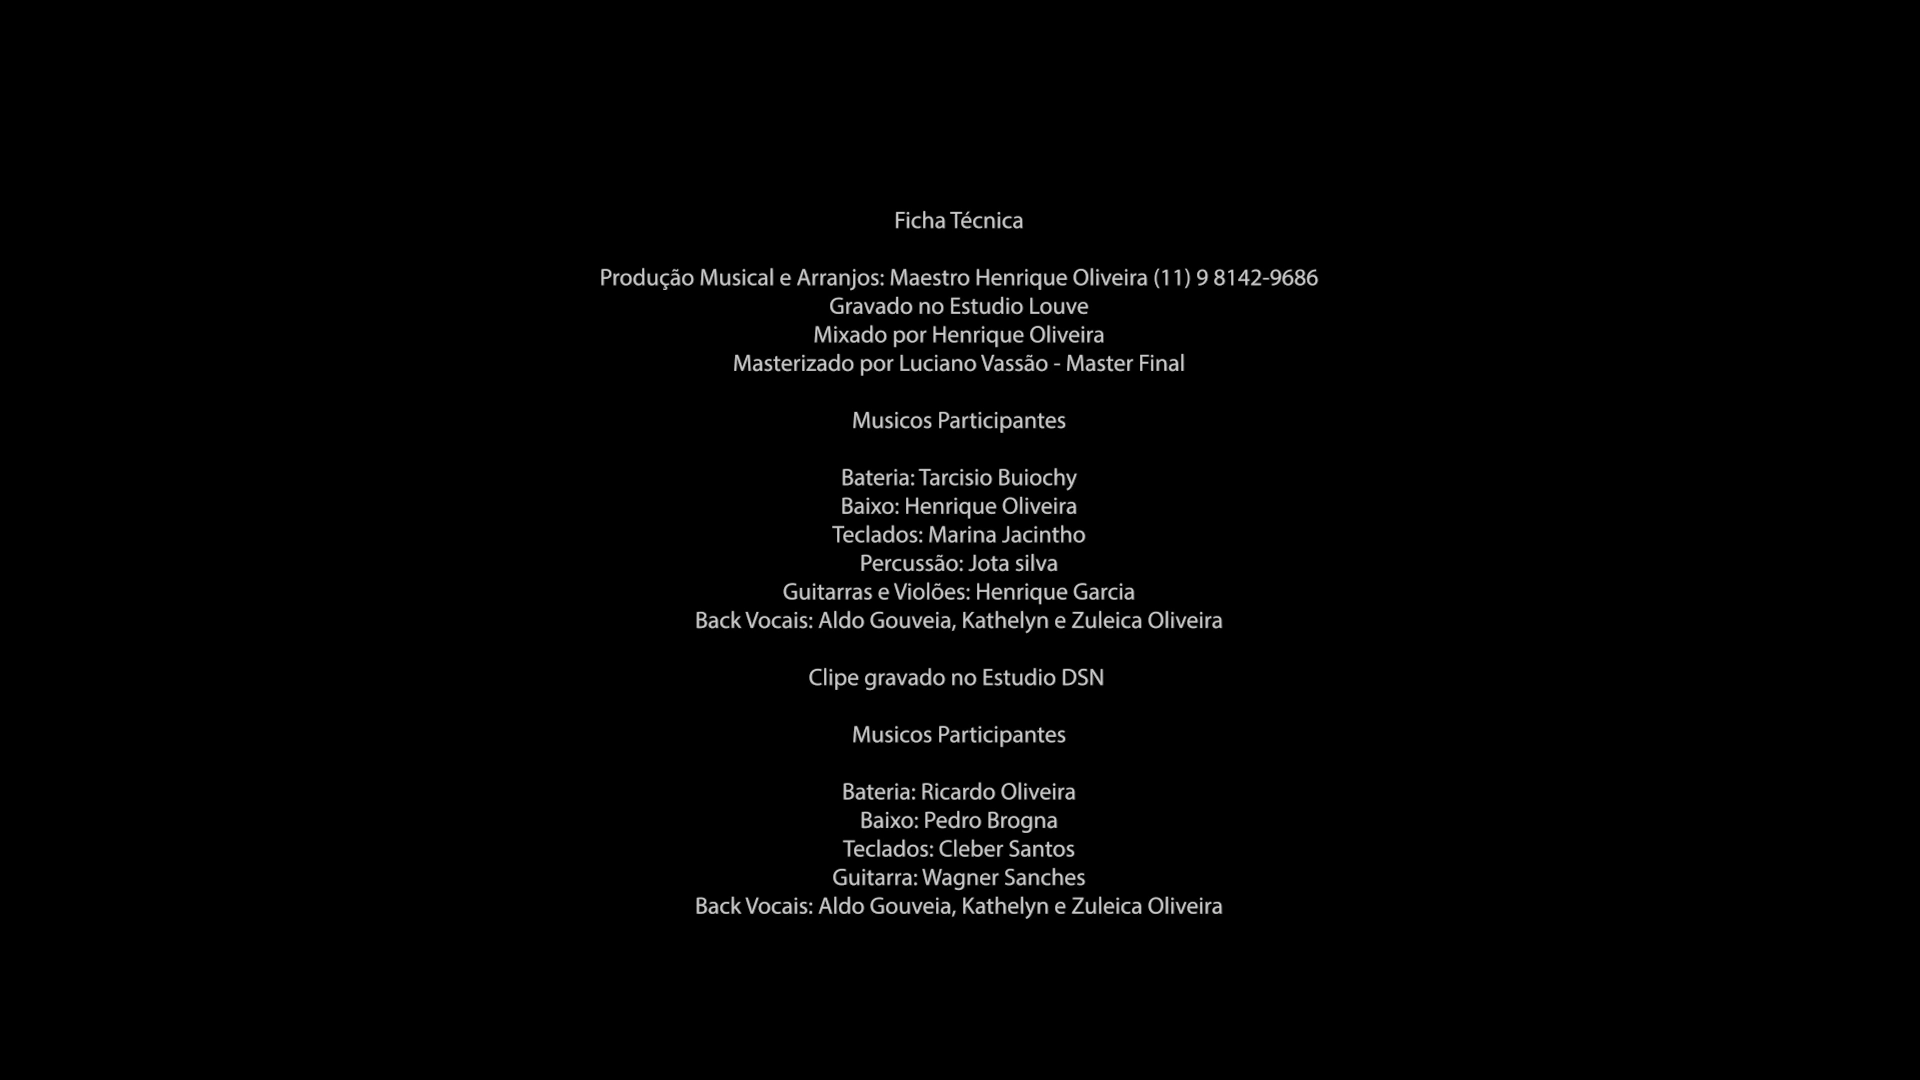 Ficha Técnica
Produção Musical e Arranjos: Maestro Henrique Oliveira (11) 9 8142-9686
Gravado no Estudio Louve
Mixado por Henrique Oliveira
Masterizado por Luciano Vassão - Master Final
Musicos Participantes
Bateria: Tarcisio Buiochy
Baixo: Henrique Oliveira
Teclados: Marina Jacintho
Percussão: Jota silva
Guitarras e Violões: Henrique Garcia
Back Vocais: Aldo Gouveia, Kathelyn e Zuleica Oliveira
Clipe gravado no Estudio DSN
Musicos Participantes
Bateria: Ricardo Oliveira
Baixo: Pedro Brogna
Teclados: Cleber Santos
Guitarra: Wagner Sanches
Back Vocais: Aldo Gouveia, Kathelyn e Zuleica Oliveira